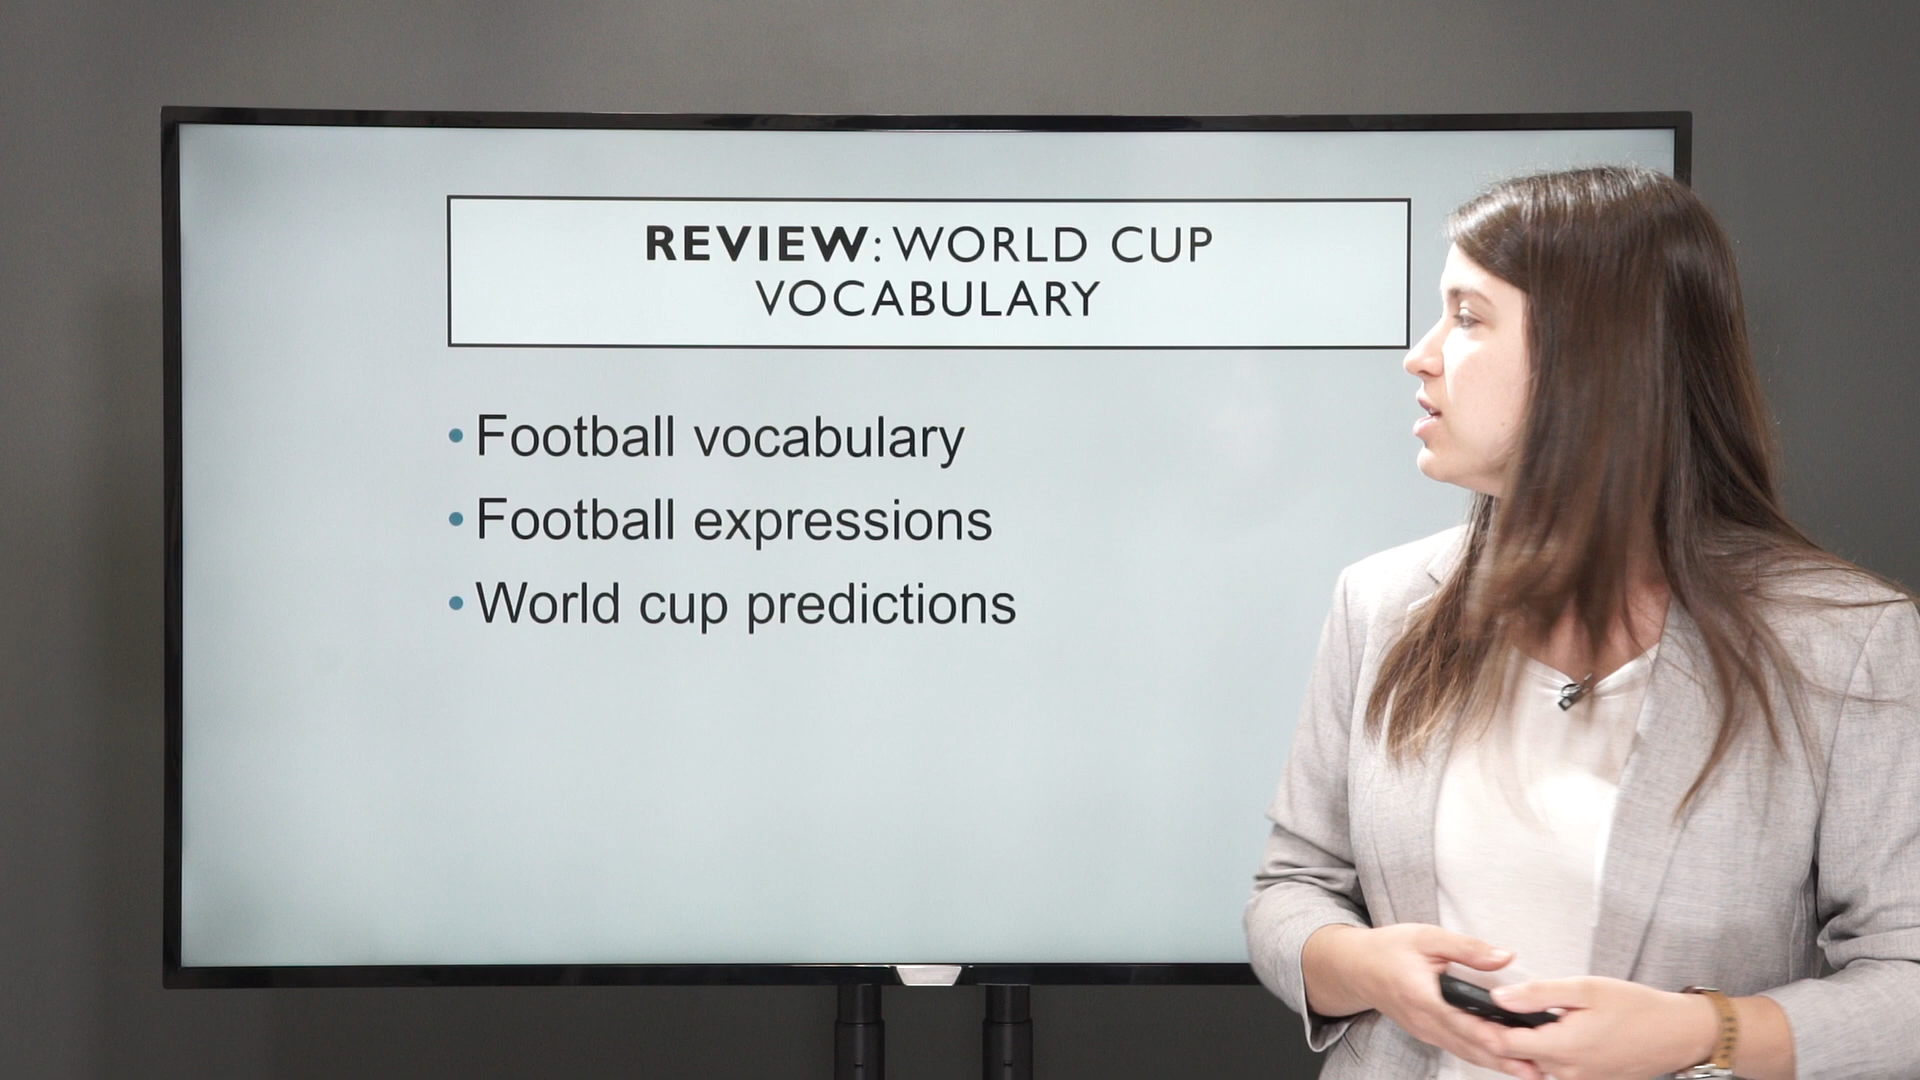 REVIEW: WORLD CUP
VOCABULARY
• Football vocabulary
• Football expressions
• World cup predictions